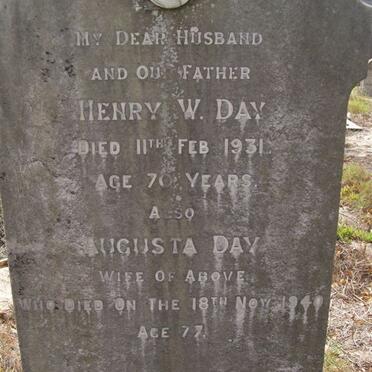 My Dear Husband
and Our Father
Henry W. Day
Died 11th Feb 1931.
Age 70 Years.
Also
Augusta Day
Wife of Above
Who Died on the 18th Nov. 1940
Age 77.